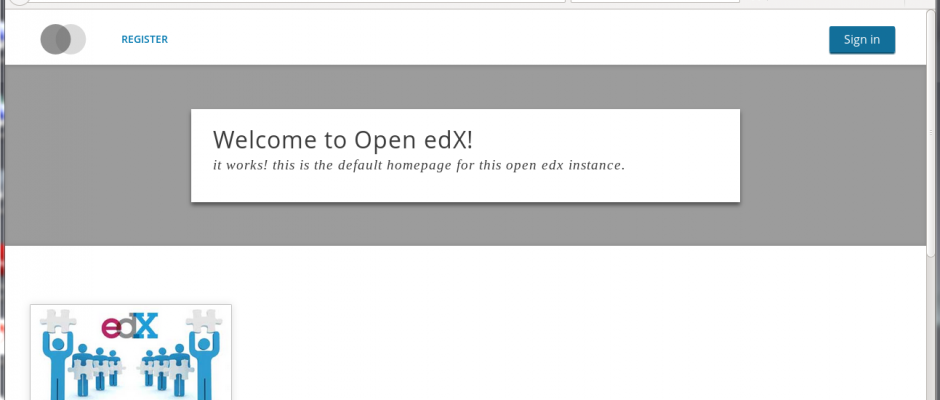 REGISTER
Sign in
Welcome to Open edX!
it works! this is the default homepage for this open edx instance.
edX